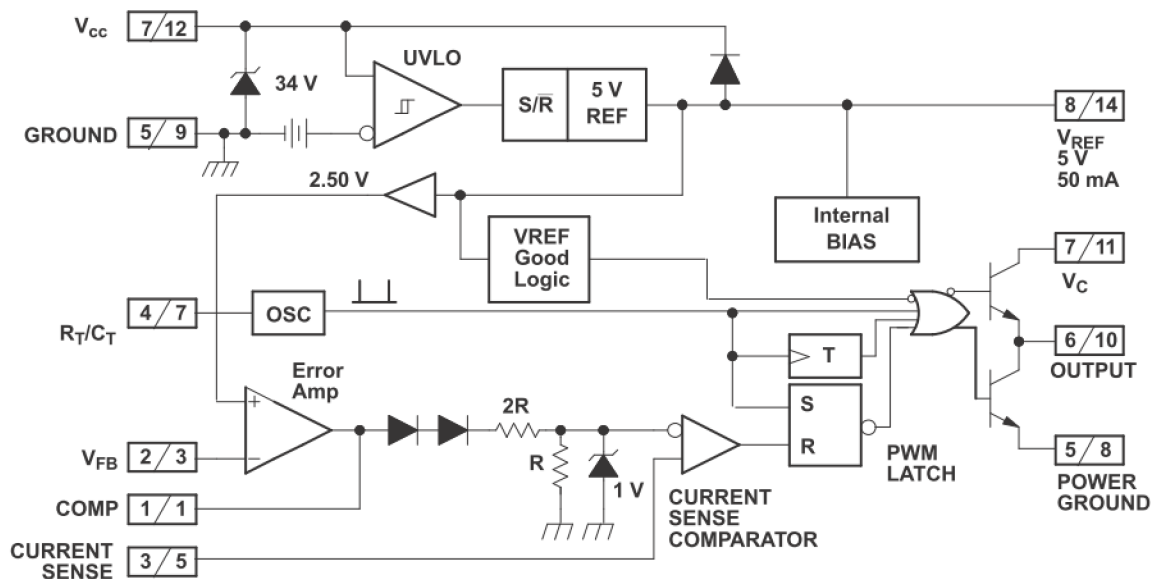 Vcc
7/12
UVLO
34 V
S/R̅
5 V
REF
8/14
VREF
5 V
50 mA
GROUND
5/9
2.50 V
VREF
Good
Logic
Internal
BIAS
7/11
VC
4/7
RT/CT
OSC
T
6/10
OUTPUT
Error
Amp
+
−
2R
S
R
VFB
2/3
R
1 V
PWM
LATCH
5/8
POWER
GROUND
COMP
1/1
CURRENT
SENSE
COMPARATOR
CURRENT
SENSE
3/5